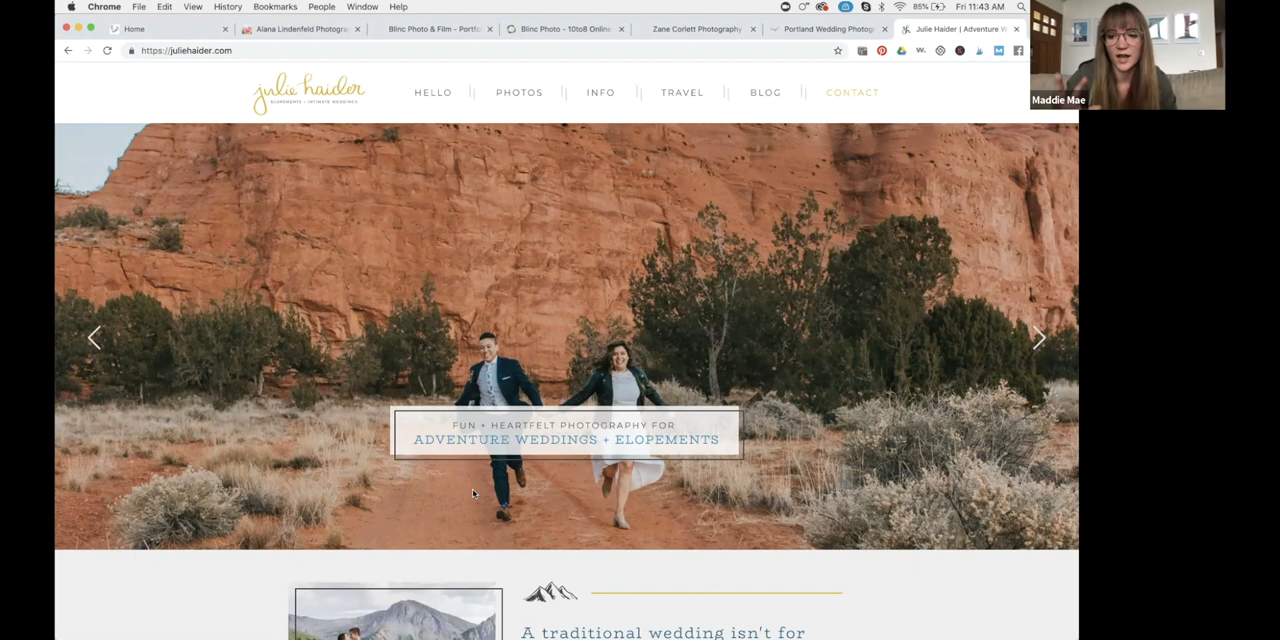 Chrome File Edit View History Bookmarks People Window Help 85% Fri 11:43 AM
Home Alana Lindenfeld Photogra Blinc Photo & Film - Portfo Blinc Photo - 10to8 Online Zane Corlett Photography Portland Wedding Photog Julie Haider | Adventure W
https://juliehaider.com
Maddie Mae
julie haider
ELOPEMENTS + INTIMATE WEDDINGS
HELLO PHOTOS INFO TRAVEL BLOG CONTACT
FUN + HEARTFELT PHOTOGRAPHY FOR
ADVENTURE WEDDINGS + ELOPEMENTS
A traditional wedding isn't for